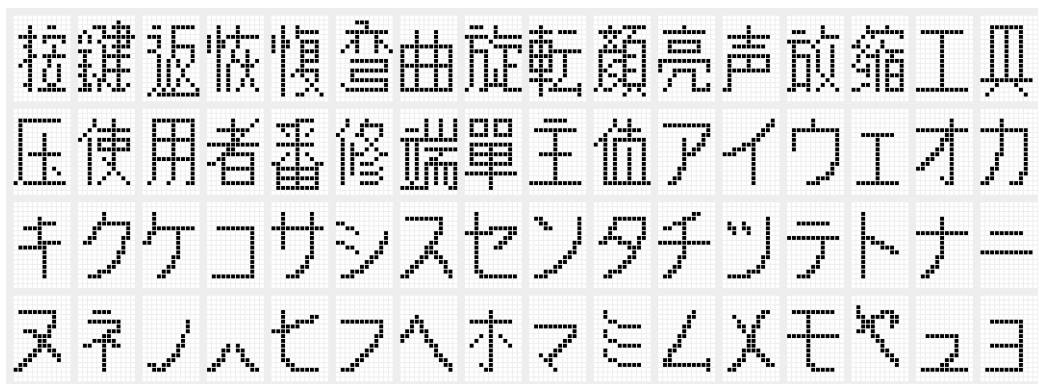 控鍵返恢復查曲旋転顔亮声放縮工具
压使用者番修端單主値アイウエオカ
キクケコサシスセソタチツテトナニ
ヌネノハヒフヘホマミムメモヤユヨ